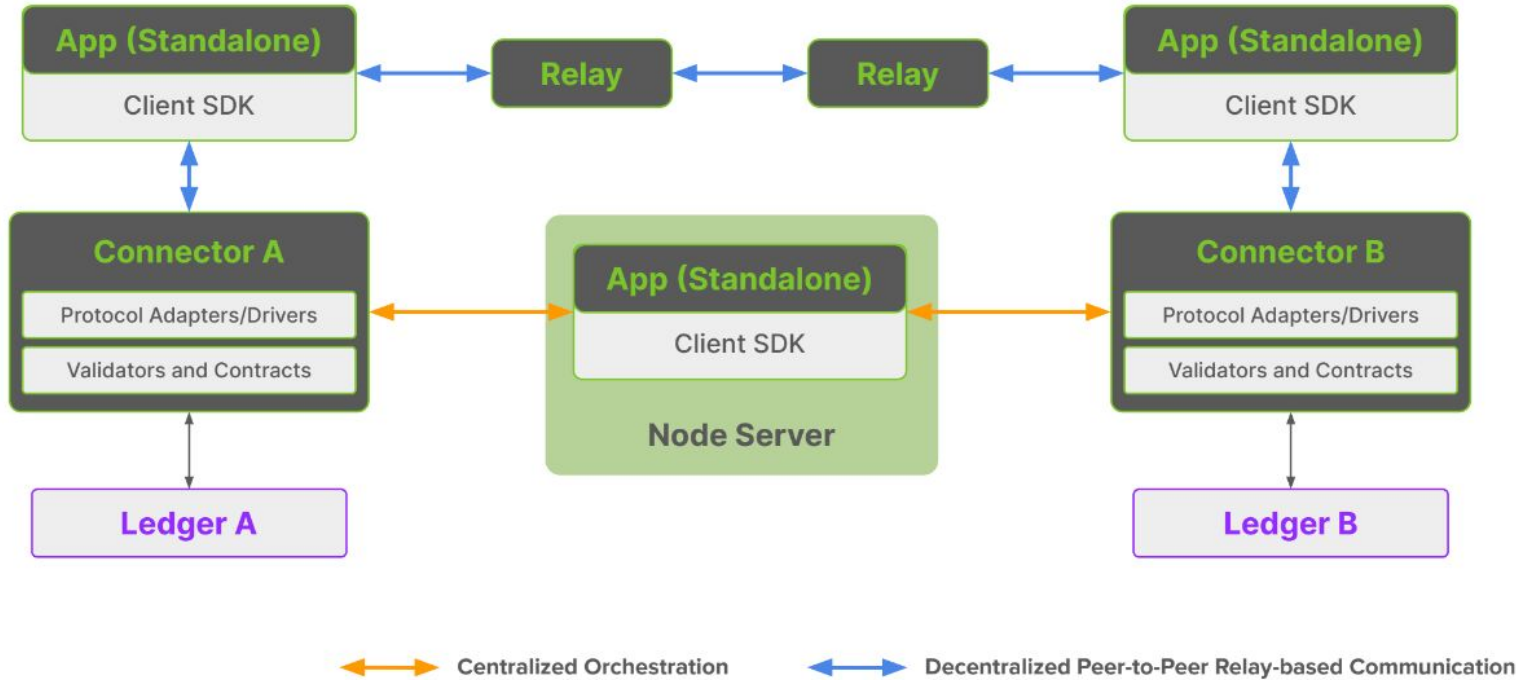 App (Standalone)
Client SDK
Relay
Relay
App (Standalone)
Client SDK
Connector A
Protocol Adapters/Drivers
Validators and Contracts
App (Standalone)
Client SDK
Node Server
Connector B
Protocol Adapters/Drivers
Validators and Contracts
Ledger A
Ledger B
Centralized Orchestration
Decentralized Peer-to-Peer Relay-based Communication